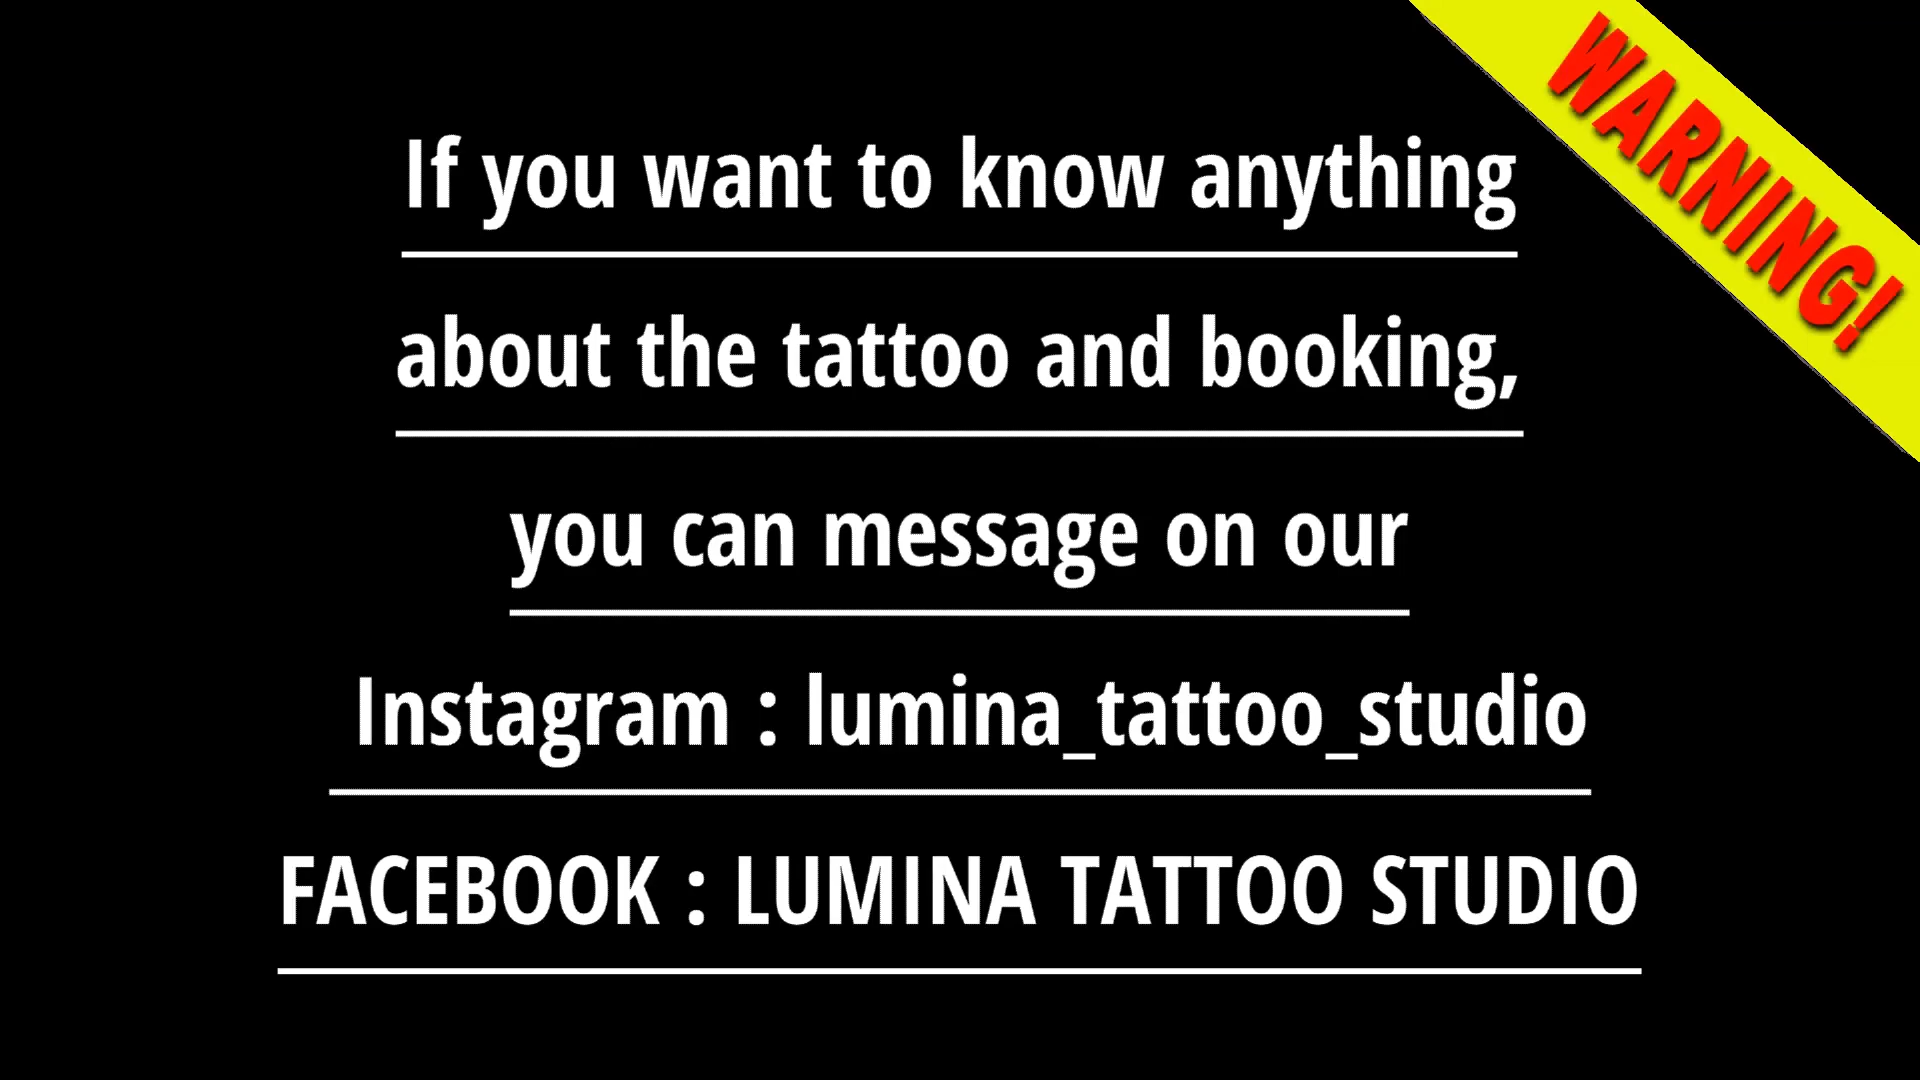 WARNING!
If you want to know anything
about the tattoo and booking,
you can message on our
Instagram : lumina_tattoo_studio
FACEBOOK : LUMINA TATTOO STUDIO